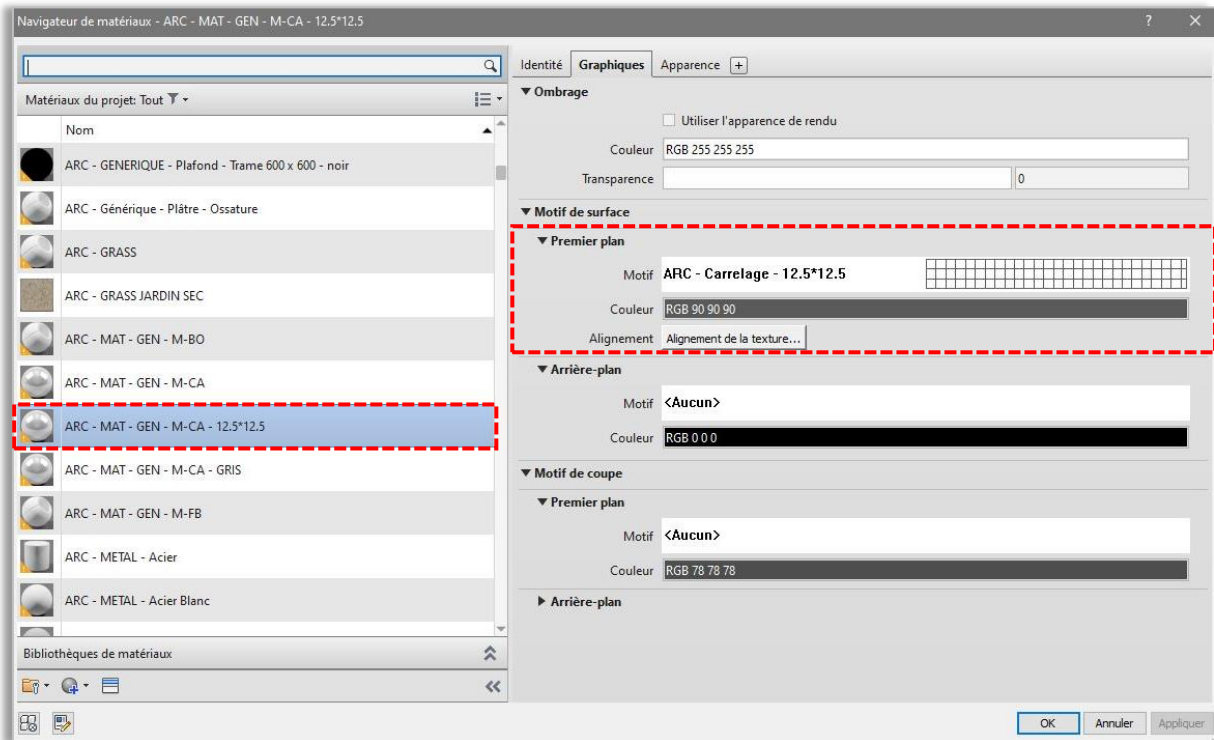 Navigateur de matériaux - ARC - MAT - GEN - M-CA - 12.5*12.5
? ×
Matériaux du projet: Tout
Nom
ARC - GENERIQUE - Plafond - Trame 600 x 600 - noir
ARC - Générique - Plâtre - Ossature
ARC - GRASS
ARC - GRASS JARDIN SEC
ARC - MAT - GEN - M-BO
ARC - MAT - GEN - M-CA
ARC - MAT - GEN - M-CA - 12.5*12.5
ARC - MAT - GEN - M-CA - GRIS
ARC - MAT - GEN - M-FB
ARC - METAL - Acier
ARC - METAL - Acier Blanc
Bibliothèques de matériaux
Identité Graphiques Apparence +
Ombrage
Utiliser l'apparence de rendu
Couleur RGB 255 255 255
Transparence 0
Motif de surface
Premier plan
Motif ARC - Carrelage - 12.5*12.5
Couleur RGB 90 90 90
Alignement Alignement de la texture...
Arrière-plan
Motif <Aucun>
Couleur RGB 0 0 0
Motif de coupe
Premier plan
Motif <Aucun>
Couleur RGB 78 78 78
Arrière-plan
OK Annuler Appliquer